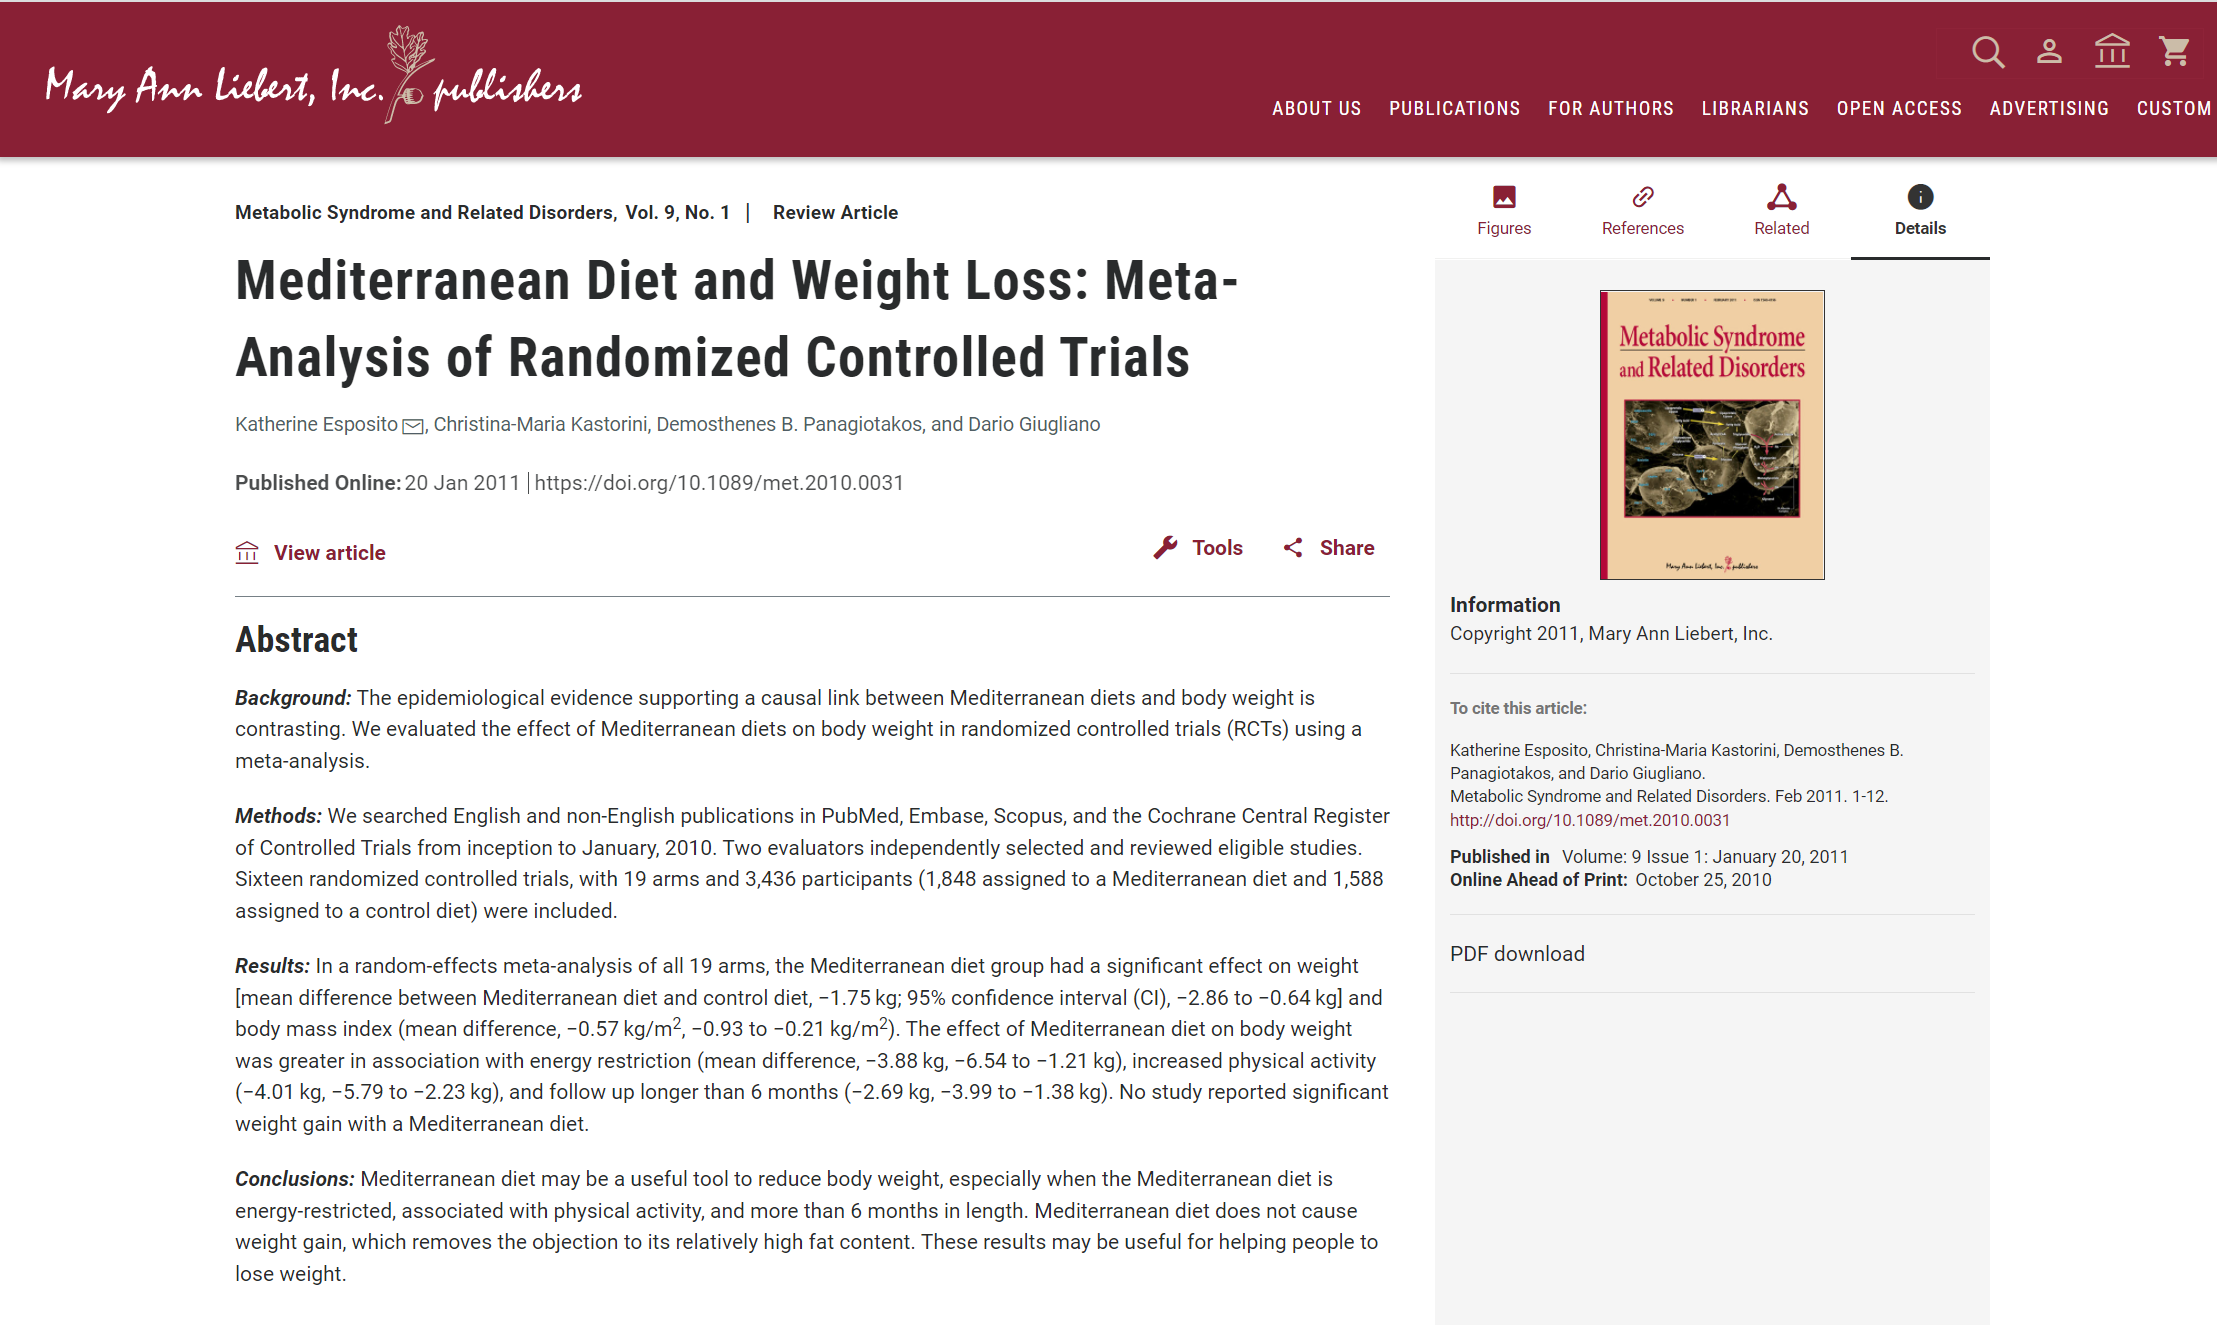 Mary Ann Liebert, Inc. publishers
ABOUT US PUBLICATIONS FOR AUTHORS LIBRARIANS OPEN ACCESS ADVERTISING CUSTOM
Metabolic Syndrome and Related Disorders, Vol. 9, No. 1 | Review Article
Mediterranean Diet and Weight Loss: Meta-
Analysis of Randomized Controlled Trials
Katherine Esposito, Christina-Maria Kastorini, Demosthenes B. Panagiotakos, and Dario Giugliano
Published Online: 20 Jan 2011 | https://doi.org/10.1089/met.2010.0031
View article
Tools Share
Abstract
Background: The epidemiological evidence supporting a causal link between Mediterranean diets and body weight is
contrasting. We evaluated the effect of Mediterranean diets on body weight in randomized controlled trials (RCTs) using a
meta-analysis.
Methods: We searched English and non-English publications in PubMed, Embase, Scopus, and the Cochrane Central Register
of Controlled Trials from inception to January, 2010. Two evaluators independently selected and reviewed eligible studies.
Sixteen randomized controlled trials, with 19 arms and 3,436 participants (1,848 assigned to a Mediterranean diet and 1,588
assigned to a control diet) were included.
Results: In a random-effects meta-analysis of all 19 arms, the Mediterranean diet group had a significant effect on weight
[mean difference between Mediterranean diet and control diet, −1.75 kg; 95% confidence interval (CI), −2.86 to −0.64 kg] and
body mass index (mean difference, −0.57 kg/m², −0.93 to −0.21 kg/m²). The effect of Mediterranean diet on body weight
was greater in association with energy restriction (mean difference, −3.88 kg, −6.54 to −1.21 kg), increased physical activity
(−4.01 kg, −5.79 to −2.23 kg), and follow up longer than 6 months (−2.69 kg, −3.99 to −1.38 kg). No study reported significant
weight gain with a Mediterranean diet.
Conclusions: Mediterranean diet may be a useful tool to reduce body weight, especially when the Mediterranean diet is
energy-restricted, associated with physical activity, and more than 6 months in length. Mediterranean diet does not cause
weight gain, which removes the objection to its relatively high fat content. These results may be useful for helping people to
lose weight.
Figures References Related Details
Metabolic Syndrome
and Related Disorders
Mary Ann Liebert, Inc. publishers
Information
Copyright 2011, Mary Ann Liebert, Inc.
To cite this article:
Katherine Esposito, Christina-Maria Kastorini, Demosthenes B.
Panagiotakos, and Dario Giugliano.
Metabolic Syndrome and Related Disorders. Feb 2011. 1-12.
http://doi.org/10.1089/met.2010.0031
Published in Volume: 9 Issue 1: January 20, 2011
Online Ahead of Print: October 25, 2010
PDF download